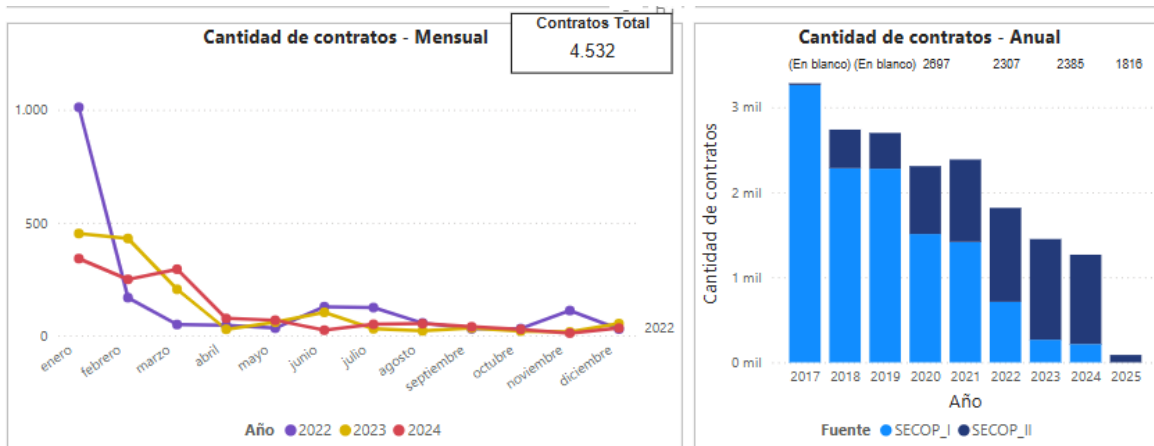 Cantidad de contratos - Mensual
Contratos Total
4.532
1.000
500
0
enero
febrero
marzo
abril
mayo
junio
julio
agosto
septiembre
octubre
noviembre
diciembre
2022
Año 2022 2023 2024
Cantidad de contratos - Anual
(En blanco) (En blanco) 2697 2307 2385 1816
Cantidad de contratos
3 mil
2 mil
1 mil
0 mil
2017 2018 2019 2020 2021 2022 2023 2024 2025
Año
Fuente SECOP_I SECOP_II